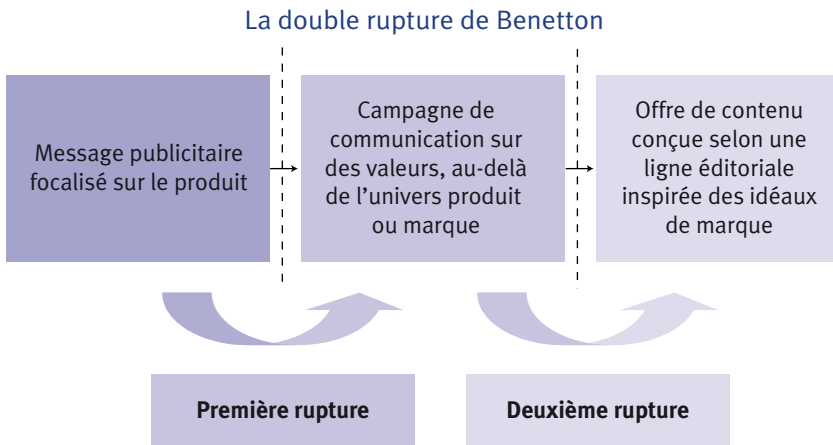 La double rupture de Benetton
Message publicitaire
focalisé sur le produit
Campagne de
communication sur
des valeurs, au-delà
de l’univers produit
ou marque
Offre de contenu
conçue selon une
ligne éditoriale
inspirée des idéaux
de marque
Première rupture
Deuxième rupture